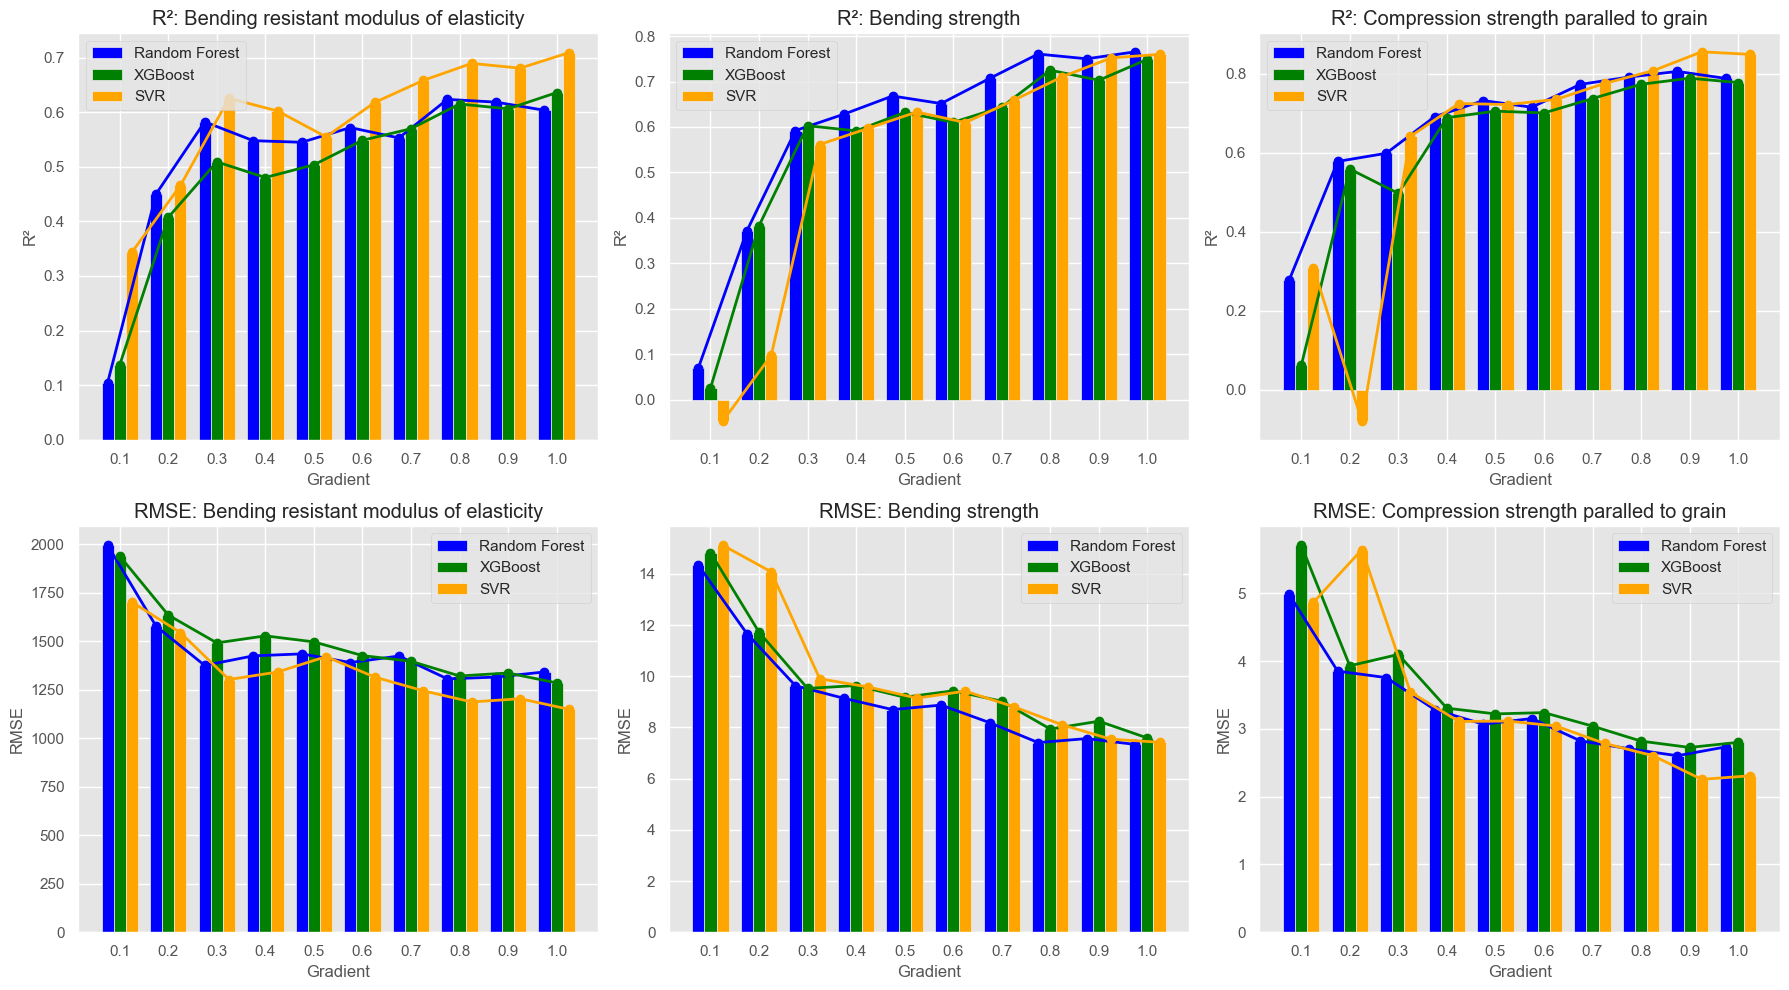 R²: Bending resistant modulus of elasticity
Random Forest
XGBoost
SVR
0.7
0.6
0.5
0.4
0.3
0.2
0.1
0.0
R²
0.1 0.2 0.3 0.4 0.5 0.6 0.7 0.8 0.9 1.0
Gradient
R²: Bending strength
Random Forest
XGBoost
SVR
0.8
0.7
0.6
0.5
0.4
0.3
0.2
0.1
0.0
R²
0.1 0.2 0.3 0.4 0.5 0.6 0.7 0.8 0.9 1.0
Gradient
R²: Compression strength paralled to grain
Random Forest
XGBoost
SVR
0.8
0.6
0.4
0.2
0.0
R²
0.1 0.2 0.3 0.4 0.5 0.6 0.7 0.8 0.9 1.0
Gradient
RMSE: Bending resistant modulus of elasticity
Random Forest
XGBoost
SVR
2000
1750
1500
1250
1000
750
500
250
0
RMSE
0.1 0.2 0.3 0.4 0.5 0.6 0.7 0.8 0.9 1.0
Gradient
RMSE: Bending strength
Random Forest
XGBoost
SVR
14
12
10
8
6
4
2
0
RMSE
0.1 0.2 0.3 0.4 0.5 0.6 0.7 0.8 0.9 1.0
Gradient
RMSE: Compression strength paralled to grain
Random Forest
XGBoost
SVR
5
4
3
2
1
0
RMSE
0.1 0.2 0.3 0.4 0.5 0.6 0.7 0.8 0.9 1.0
Gradient